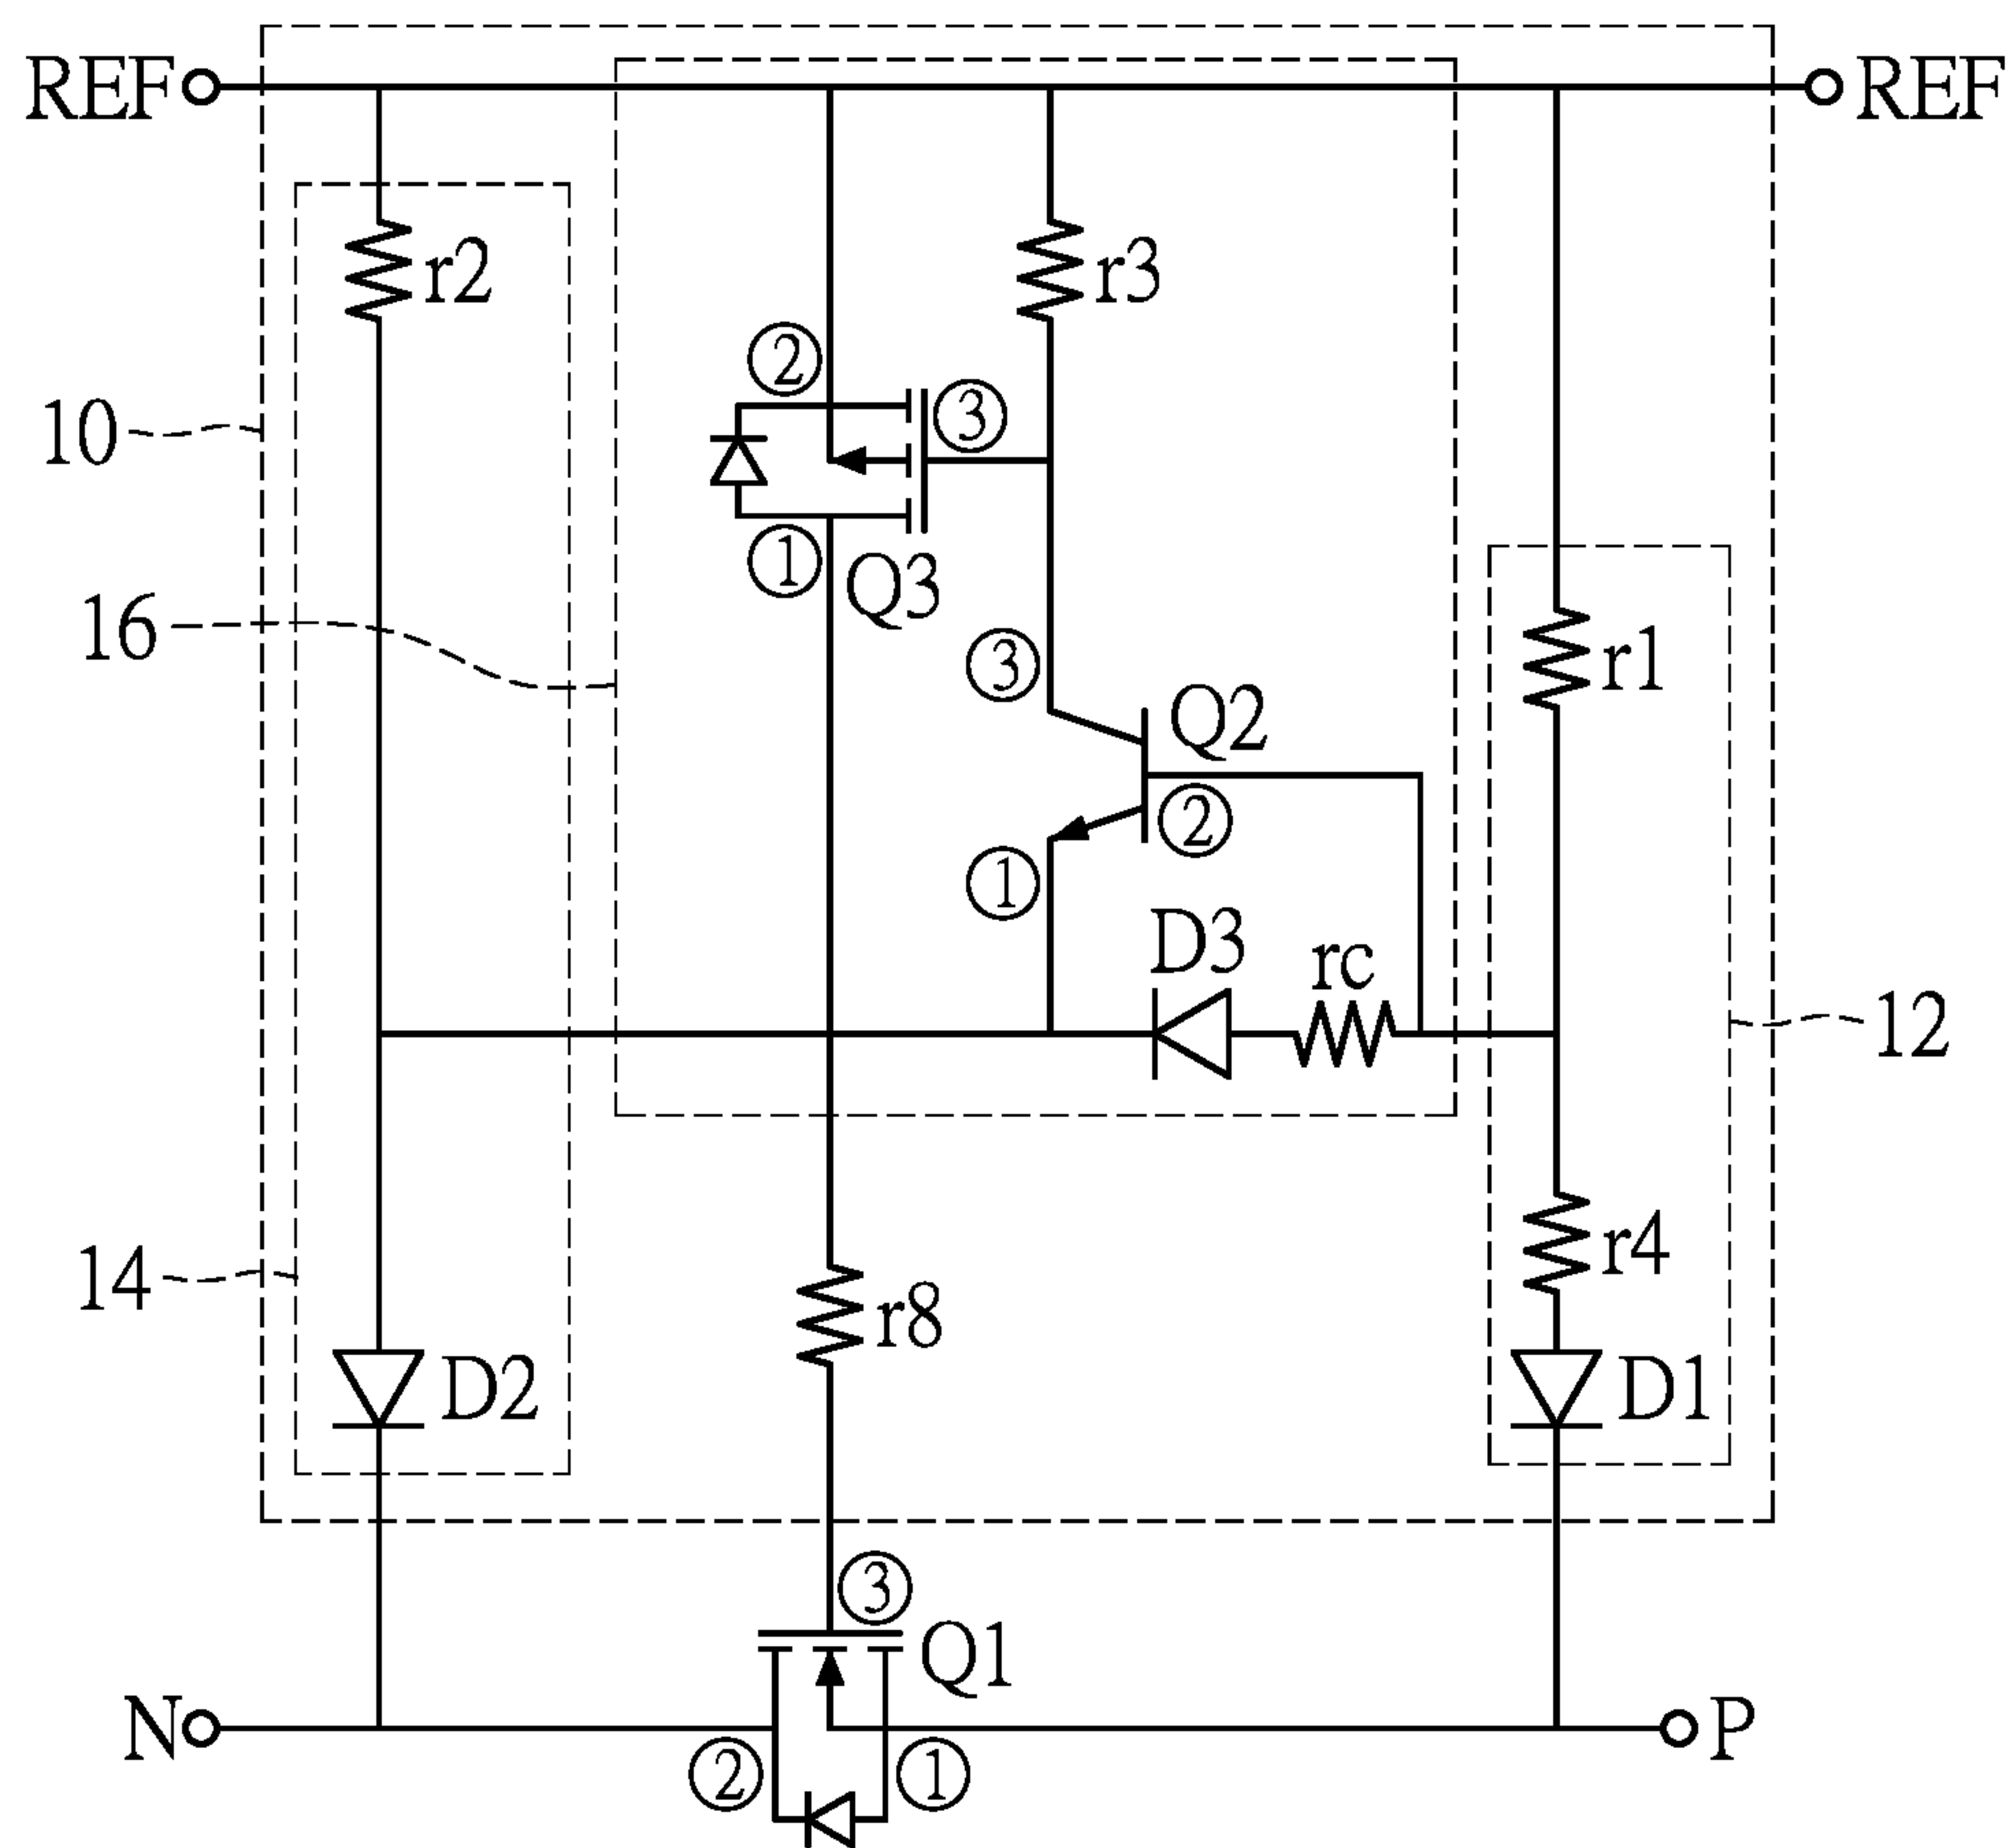 REF
REF
r2
r3
②
③
10
①
Q3
16
r1
③
Q2
②
①
D3
rc
12
r4
14
r8
D2
D1
③
Q1
N
P
②
①